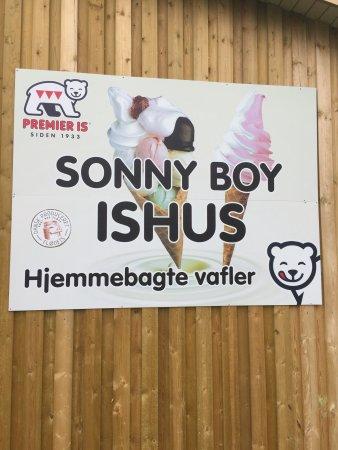 PREMIER IS
SIDEN 1933
SONNY BOY
ISHUS
Hjemmebagte vafler